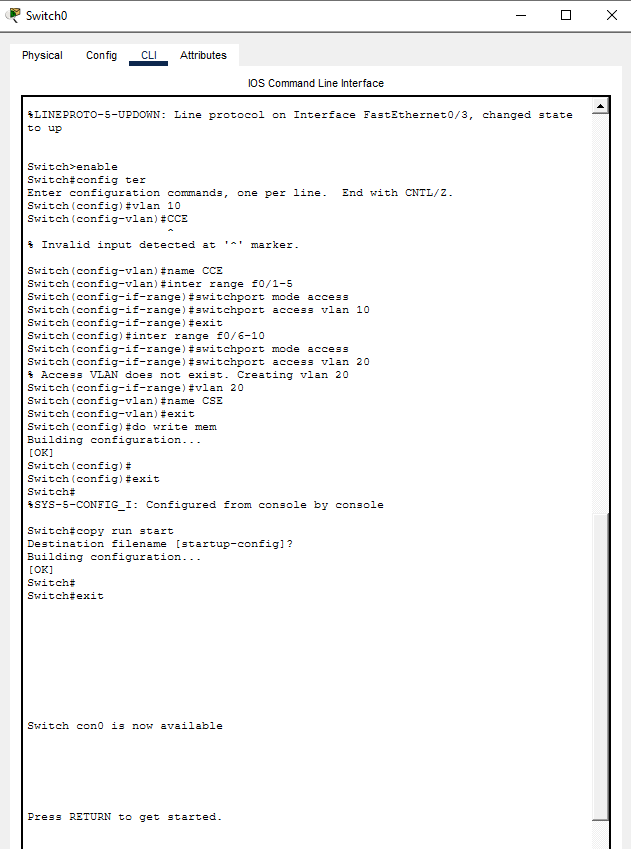 Switch0
Physical Config CLI Attributes
IOS Command Line Interface
%LINEPROTO-5-UPDOWN: Line protocol on Interface FastEthernet0/3, changed state
to up
Switch>enable
Switch#config ter
Enter configuration commands, one per line.  End with CNTL/Z.
Switch(config)#vlan 10
Switch(config-vlan)#CCE
^
% Invalid input detected at '^' marker.
Switch(config-vlan)#name CCE
Switch(config-vlan)#inter range f0/1-5
Switch(config-if-range)#switchport mode access
Switch(config-if-range)#switchport access vlan 10
Switch(config-if-range)#exit
Switch(config)#inter range f0/6-10
Switch(config-if-range)#switchport mode access
Switch(config-if-range)#switchport access vlan 20
% Access VLAN does not exist. Creating vlan 20
Switch(config-if-range)#vlan 20
Switch(config-vlan)#name CSE
Switch(config-vlan)#exit
Switch(config)#do write mem
Building configuration...
[OK]
Switch(config)#
Switch(config)#exit
Switch#
%SYS-5-CONFIG_I: Configured from console by console
Switch#copy run start
Destination filename [startup-config]?
Building configuration...
[OK]
Switch#
Switch#exit
Switch con0 is now available
Press RETURN to get started.